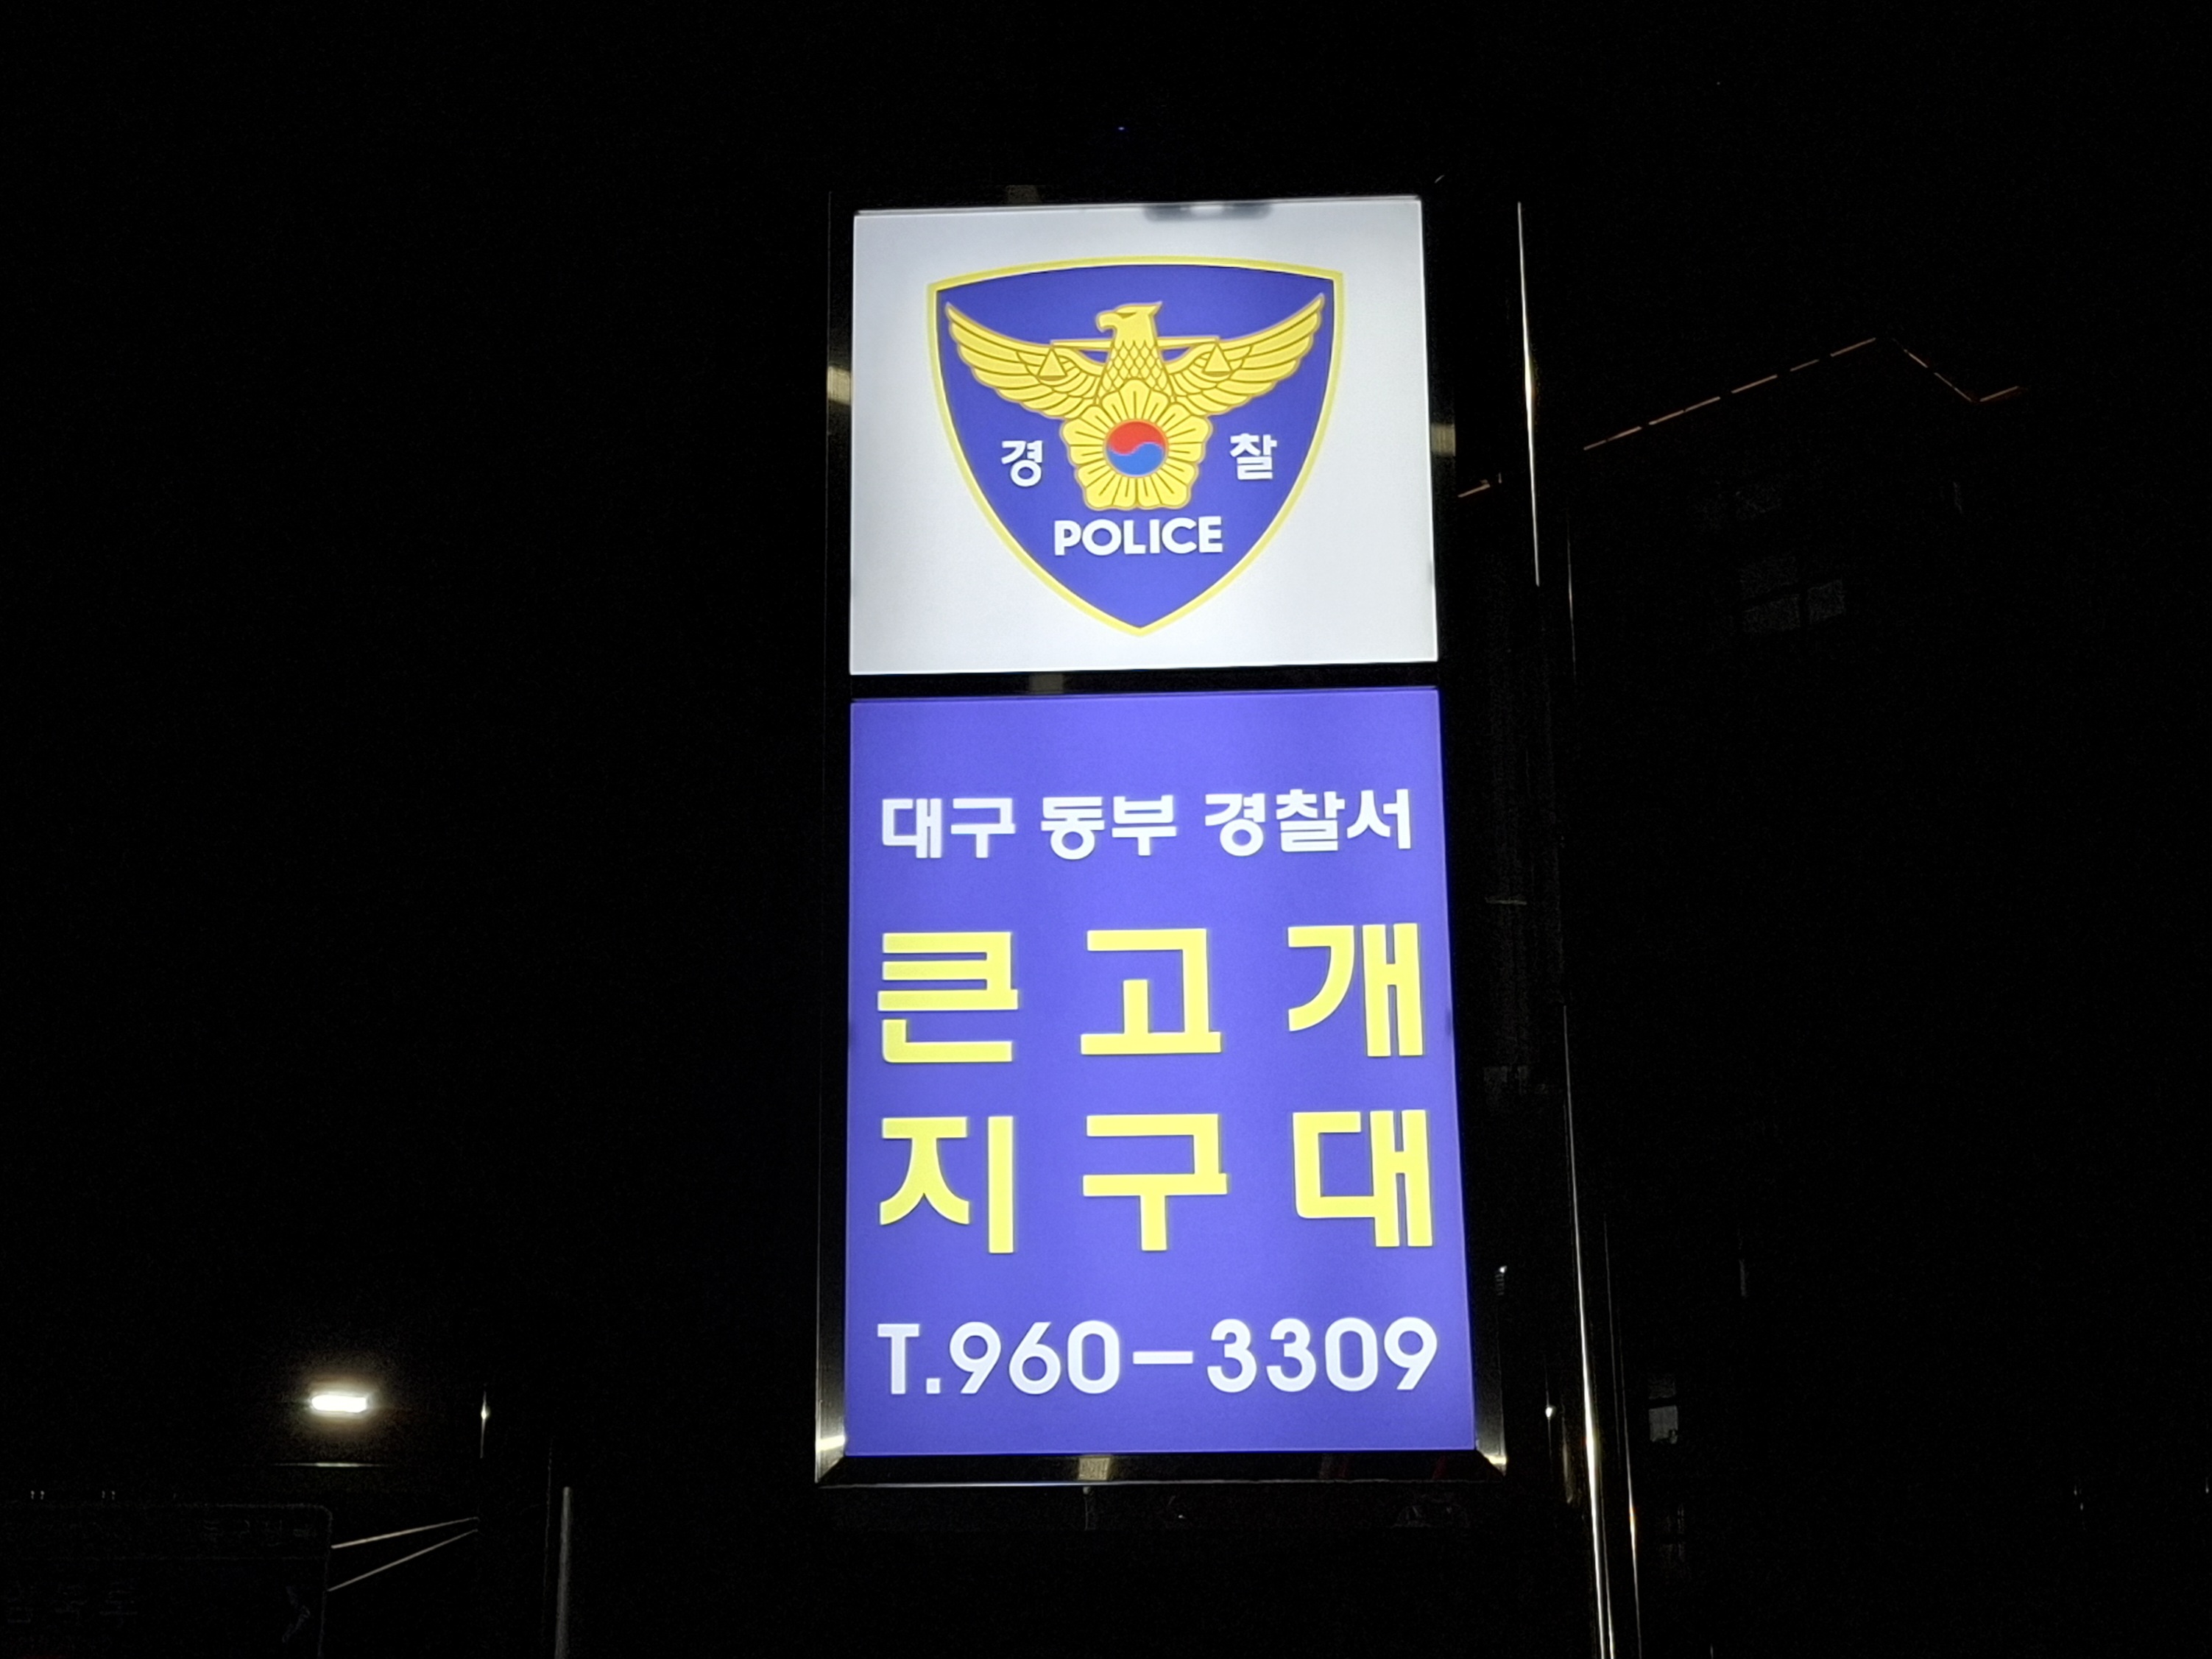 경 찰
POLICE
대구 동부 경찰서
큰고개
지구대
T.960-3309